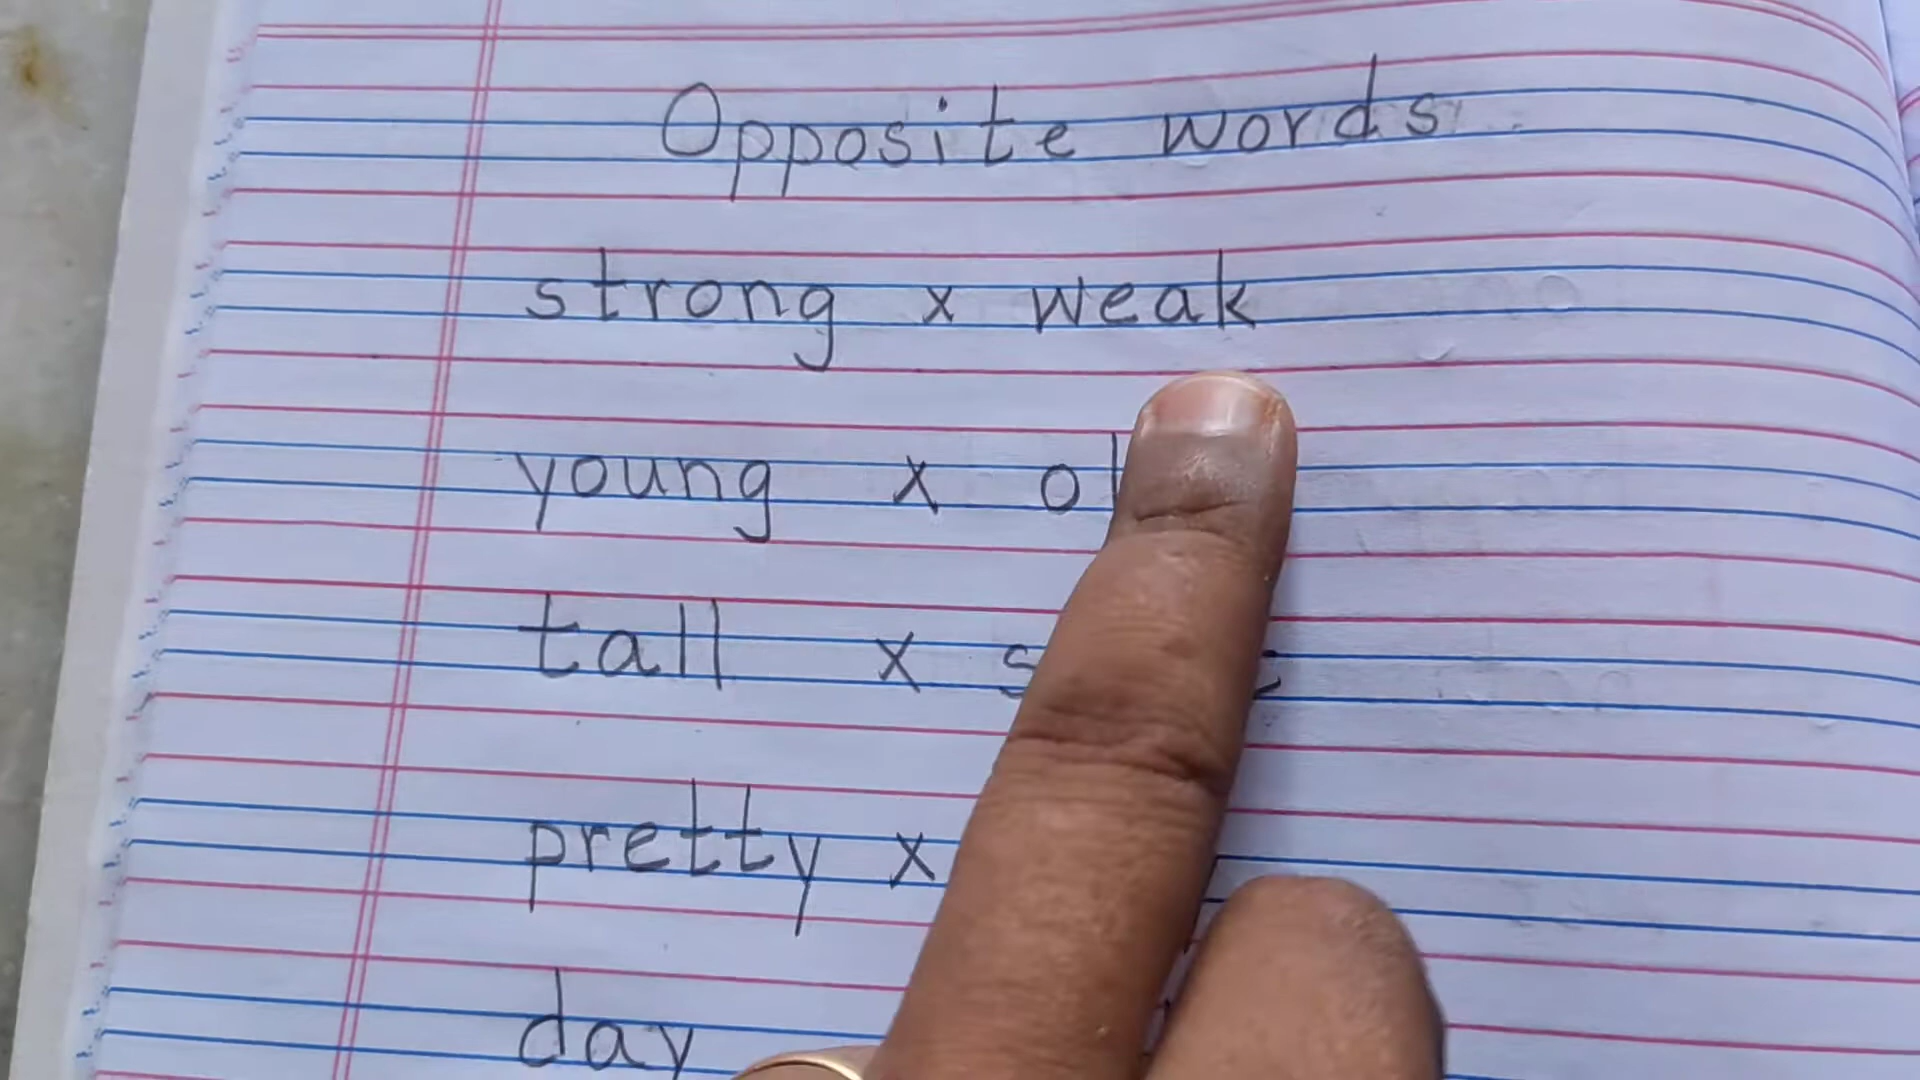 Opposite words
strong x weak
young x
tall x
pretty x
day